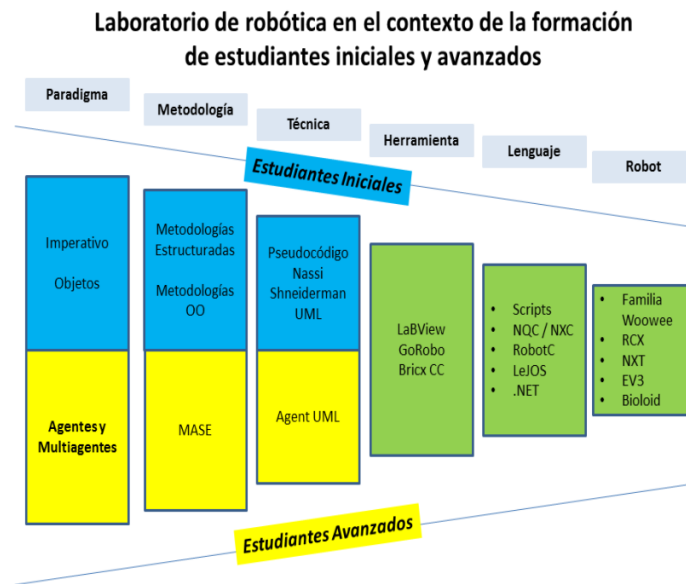 Laboratorio de robótica en el contexto de la formación
de estudiantes iniciales y avanzados
Paradigma
Metodología
Técnica
Herramienta
Lenguaje
Robot
Estudiantes Iniciales
Imperativo
Objetos
Metodologías
Estructuradas
Metodologías
OO
Pseudocódigo
Nassi
Shneiderman
UML
LaBView
GoRobo
Bricx CC
• Scripts
• NQC / NXC
• RobotC
• LeJOS
• .NET
• Familia
Woowee
• RCX
• NXT
• EV3
• Bioloid
Agentes y
Multiagentes
MASE
Agent UML
Estudiantes Avanzados